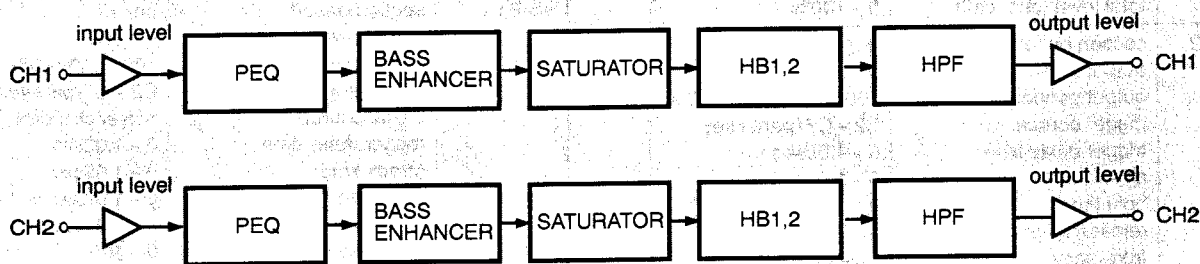 input level
output level
CH1
PEQ
BASS
ENHANCER
SATURATOR
HB1,2
HPF
CH1
input level
output level
CH2
PEQ
BASS
ENHANCER
SATURATOR
HB1,2
HPF
CH2